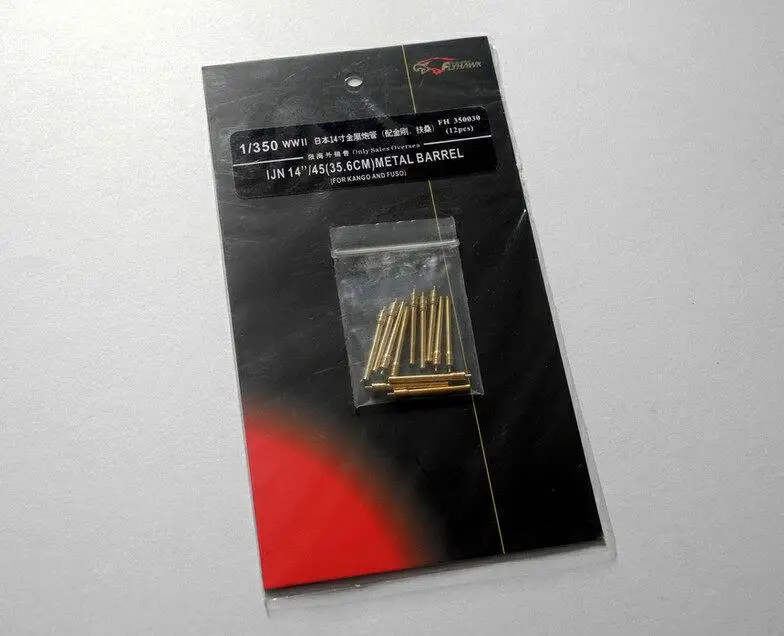 FLYHAWK
1/350 WWII 日本14寸金属炮管 (配金刚、扶桑) FH 350030
(12pcs)
限海外销售 Only Sales Overseas
IJN 14"/45(35.6CM)METAL BARREL
(FOR KANGO AND FUSO)